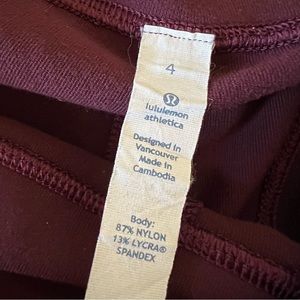 4
lululemon
athletica
Designed in
Vancouver
Made in
Cambodia
Body:
87% NYLON
13% LYCRA®
SPANDEX